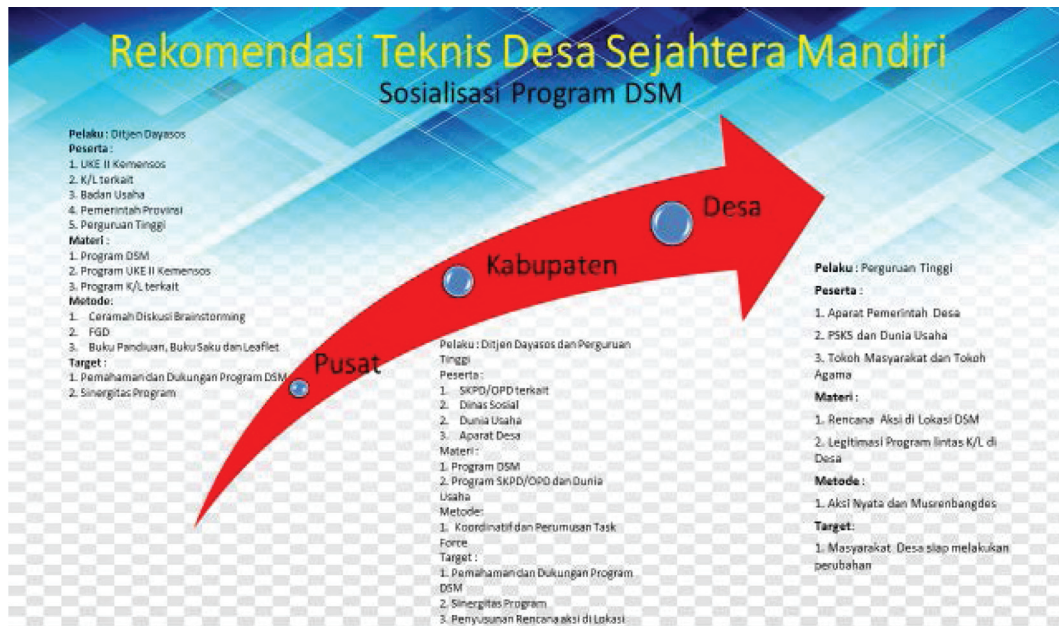 Rekomendasi Teknis Desa Sejahtera Mandiri
Sosialisasi Program DSM
Pelaku : Ditjen Dayasos
Peserta :
1. UKE II Kemensos
2. K/L terkait
3. Badan Usaha
4. Pemerintah Provinsi
5. Perguruan Tinggi
Materi :
1. Program DSM
2. Program UKE II Kemensos
3. Program K/L terkait
Metode:
1. Ceramah Diskusi Brainstorming
2. FGD
3. Buku Pandiuan, Buku Saku dan Leaflet
Target :
1. Pemahaman dan Dukungan Program DSM
2. Sinergitas Program
Pusat
Kabupaten
Desa
Pelaku : Ditjen Dayasos dan Perguruan
Tinggi
Peserta :
1. SKPD/OPD terkait
2. Dinas Sosial
2. Dunia Usaha
3. Aparat Desa
Materi :
1. Program DSM
2. Program SKPD/OPD dan Dunia
Usaha
Metode:
1. Koordinatif dan Perumusan Task
Force
Target :
1. Pemahaman dan Dukungan Program
DSM
2. Sinergitas Program
3. Penyusunan Rencana aksi di Lokasi
Pelaku : Perguruan Tinggi
Peserta :
1. Aparat Pemerintah Desa
2. PSKS dan Dunia Usaha
3. Tokoh Masyarakat dan Tokoh
Agama
Materi :
1. Rencana Aksi di Lokasi DSM
2. Legitimasi Program lintas K/L di
Desa
Metode :
1. Aksi Nyata dan Musrenbangdes
Target:
1. Masyarakat Desa siap melakukan
perubahan